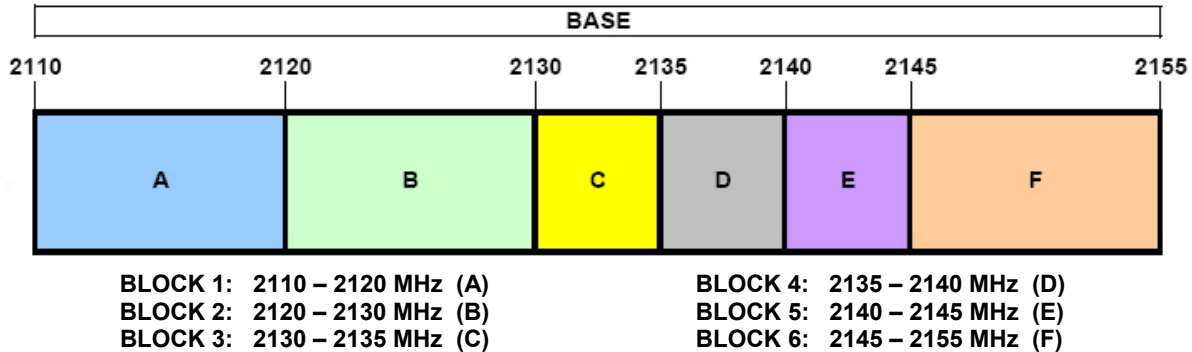 BASE
2110 2120 2130 2135 2140 2145 2155
A B C D E F
BLOCK 1: 2110 – 2120 MHz (A)
BLOCK 2: 2120 – 2130 MHz (B)
BLOCK 3: 2130 – 2135 MHz (C)
BLOCK 4: 2135 – 2140 MHz (D)
BLOCK 5: 2140 – 2145 MHz (E)
BLOCK 6: 2145 – 2155 MHz (F)